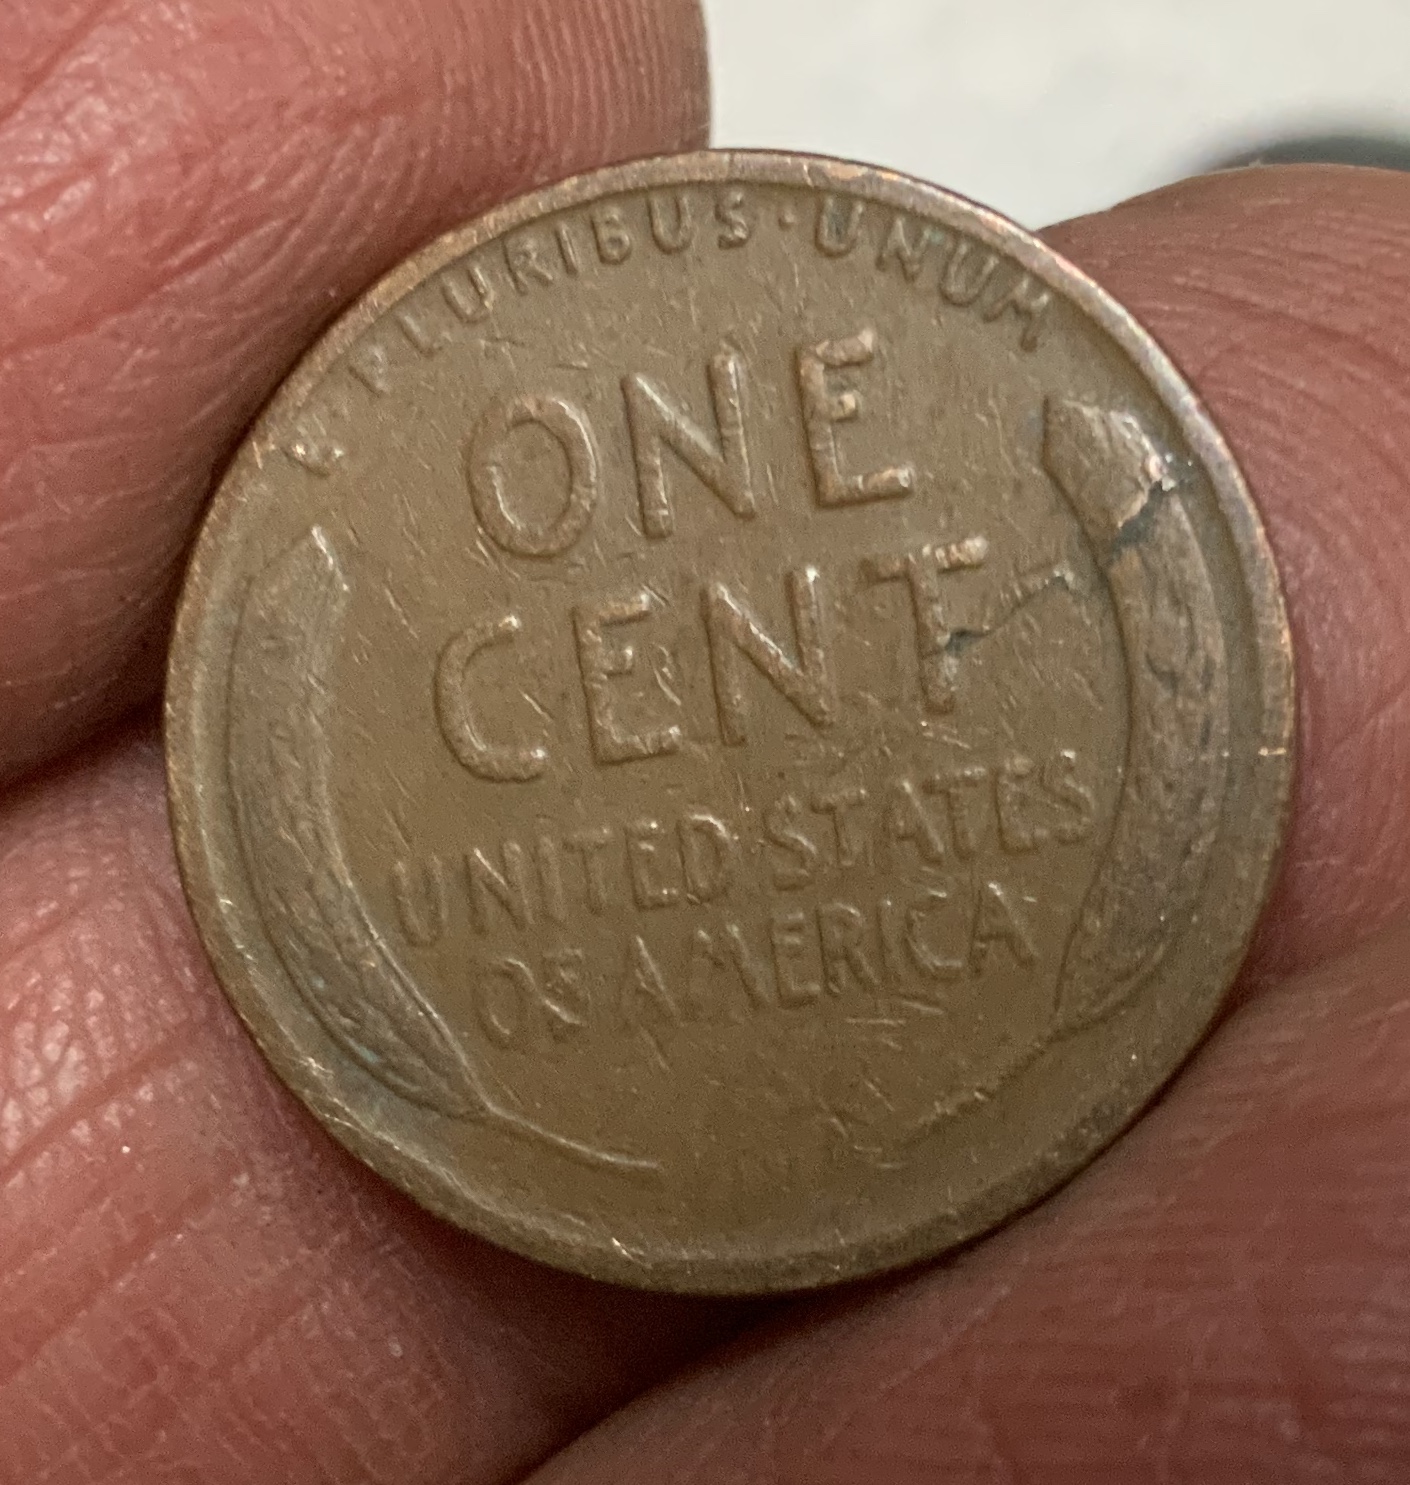 E·PLURIBUS·UNUM
ONE
CENT
UNITED STATES
OF AMERICA